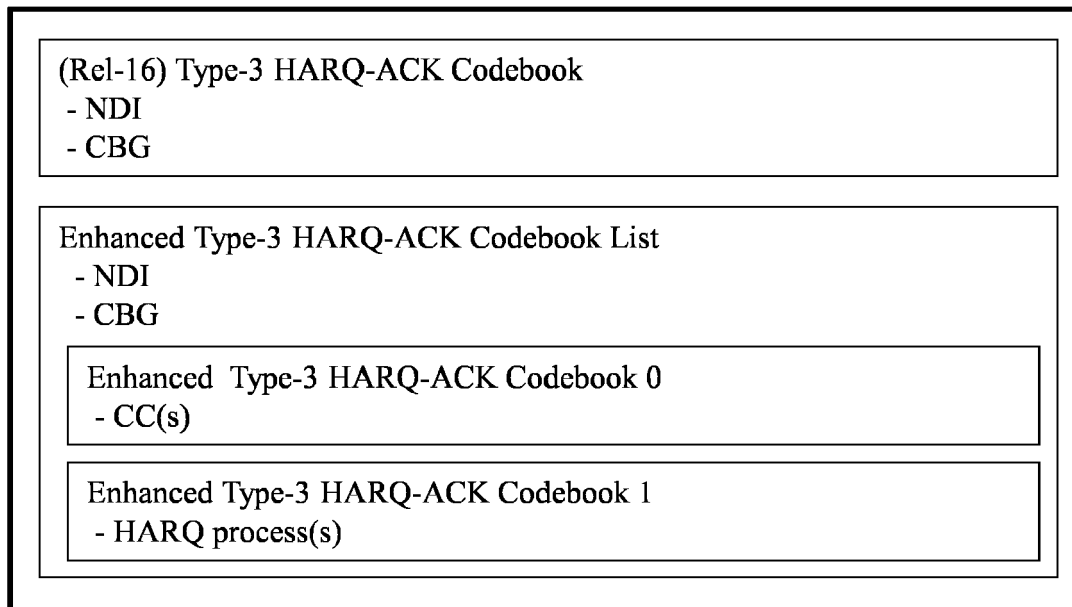 (Rel-16) Type-3 HARQ-ACK Codebook
- NDI
- CBG
Enhanced Type-3 HARQ-ACK Codebook List
- NDI
- CBG
Enhanced Type-3 HARQ-ACK Codebook 0
- CC(s)
Enhanced Type-3 HARQ-ACK Codebook 1
- HARQ process(s)